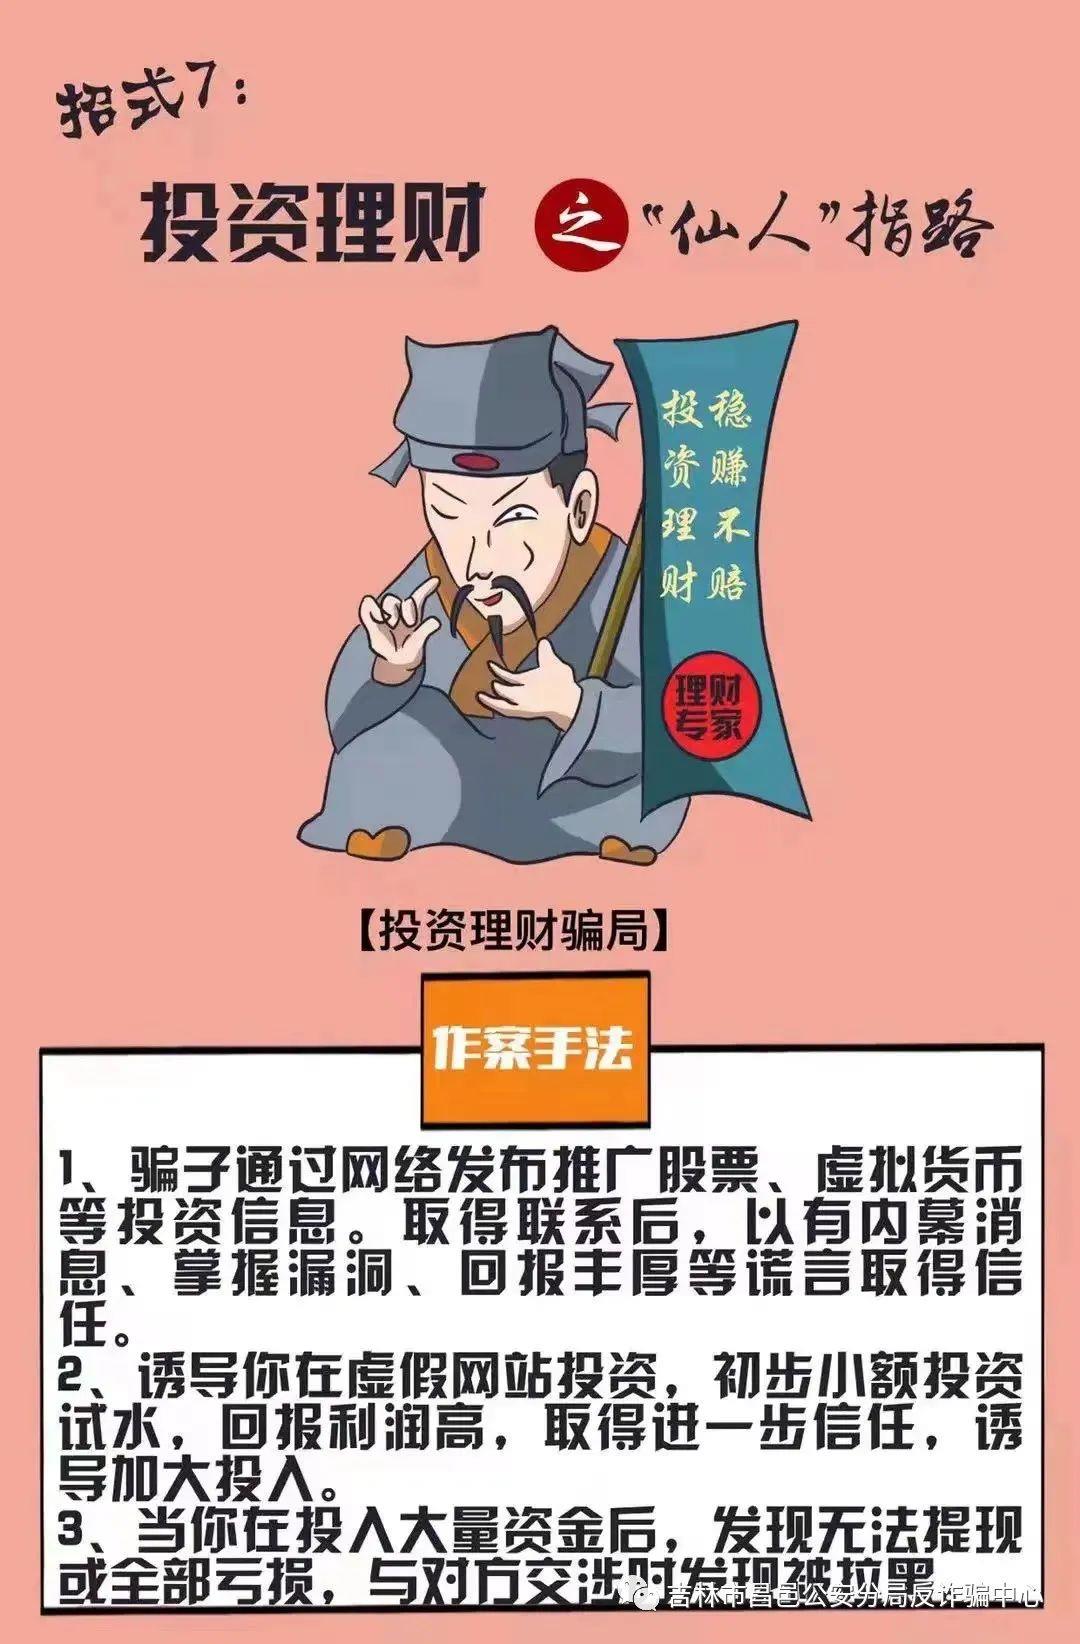 招式7：
投资理财之“仙人”指路
稳赚不赔
投资理财
理财
专家
【投资理财骗局】
作案手法
1、骗子通过网络发布推广股票、虚拟货币
等投资信息。取得联系后，以有内幕消
息、掌握漏洞、回报丰厚等谎言取得信
任。
2、诱导你在虚假网站投资，初步小额投资
试水，回报利润高，取得进一步信任，诱
导加大投入。
3、当你在投入大量资金后，发现无法提现
或全部亏损，与对方交涉时发现被拉黑
吉林市昌邑公安分局反诈骗中心